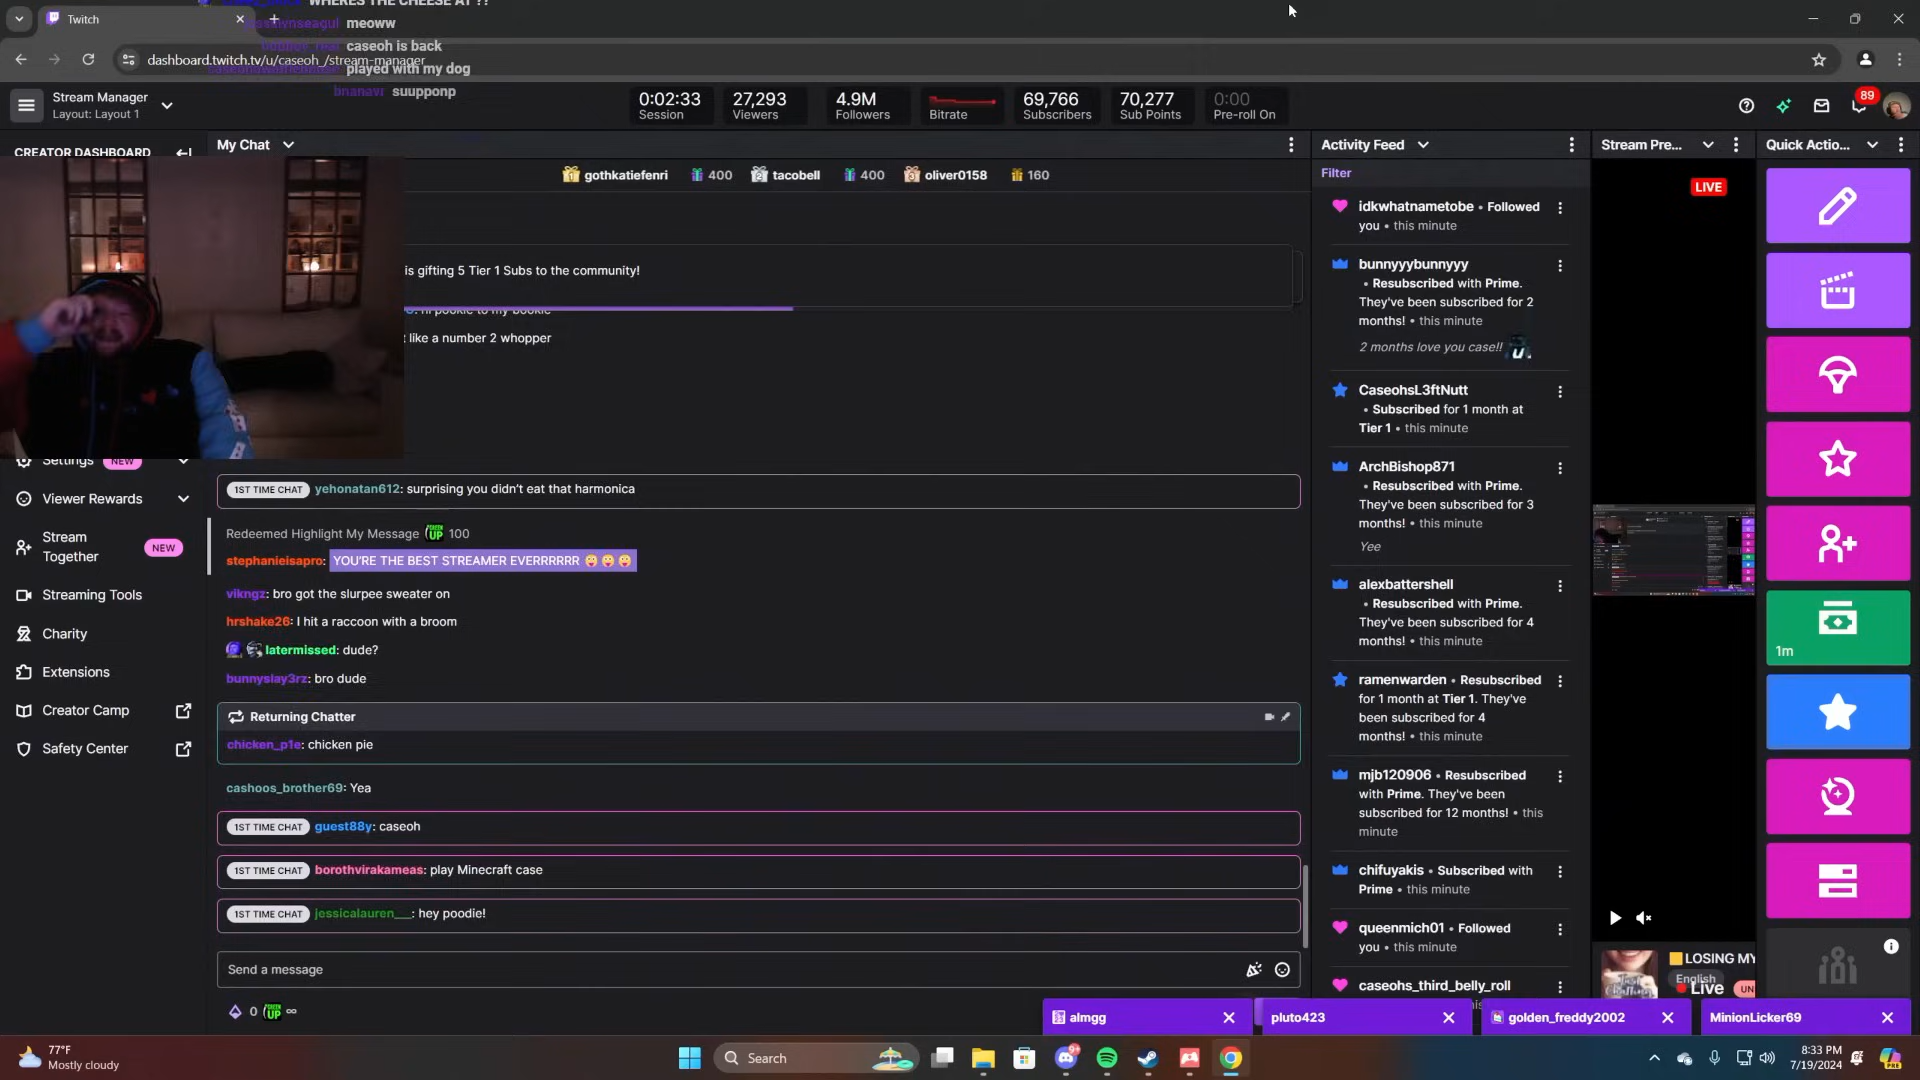 WHERES THE CHEESE AT ??
Twitch
meoww
caseoh is back
dashboard.twitch.tv/u/caseoh_/stream-manager
played with my dog
bnanavr suupponp
Stream Manager
Layout: Layout 1
0:02:33
Session
27,293
Viewers
4.9M
Followers
Bitrate
69,766
Subscribers
70,277
Sub Points
0:00
Pre-roll On
89
CREATOR DASHBOARD
My Chat
Activity Feed
Stream Pre...
Quick Actio...
gothkatiefenri 400 tacobell 400 oliver0158 160
Filter
is gifting 5 Tier 1 Subs to the community!
hi pookie to my bookie
like a number 2 whopper
1ST TIME CHAT yehonatan612: surprising you didn't eat that harmonica
Redeemed Highlight My Message 100
stephanieisapro: YOU'RE THE BEST STREAMER EVERRRRRR 🤪🤪🤪
vikngz: bro got the slurpee sweater on
hrshake26: I hit a raccoon with a broom
latermissed: dude?
bunnyslay3rz: bro dude
Returning Chatter
chicken_p1e: chicken pie
cashoos_brother69: Yea
1ST TIME CHAT guest88y: caseoh
1ST TIME CHAT borothvirakameas: play Minecraft case
1ST TIME CHAT jessicalauren___: hey poodie!
Send a message
0 ∞
Settings NEW
Viewer Rewards
Stream
Together NEW
Streaming Tools
Charity
Extensions
Creator Camp
Safety Center
idkwhatnametobe • Followed
you • this minute
bunnyyybunnyyy
• Resubscribed with Prime.
They've been subscribed for 2
months! • this minute
2 months love you case!!
CaseohsL3ftNutt
• Subscribed for 1 month at
Tier 1 • this minute
ArchBishop871
• Resubscribed with Prime.
They've been subscribed for 3
months! • this minute
Yee
alexbattershell
• Resubscribed with Prime.
They've been subscribed for 4
months! • this minute
ramenwarden • Resubscribed
for 1 month at Tier 1. They've
been subscribed for 4
months! • this minute
mjb120906 • Resubscribed
with Prime. They've been
subscribed for 12 months! • this
minute
chifuyakis • Subscribed with
Prime • this minute
queenmich01 • Followed
you • this minute
caseohs_third_belly_roll
LIVE
1m
LOSING MY
English
Live UN
almgg
pluto423
golden_freddy2002
MinionLicker69
77°F
Mostly cloudy
Search
8:33 PM
7/19/2024